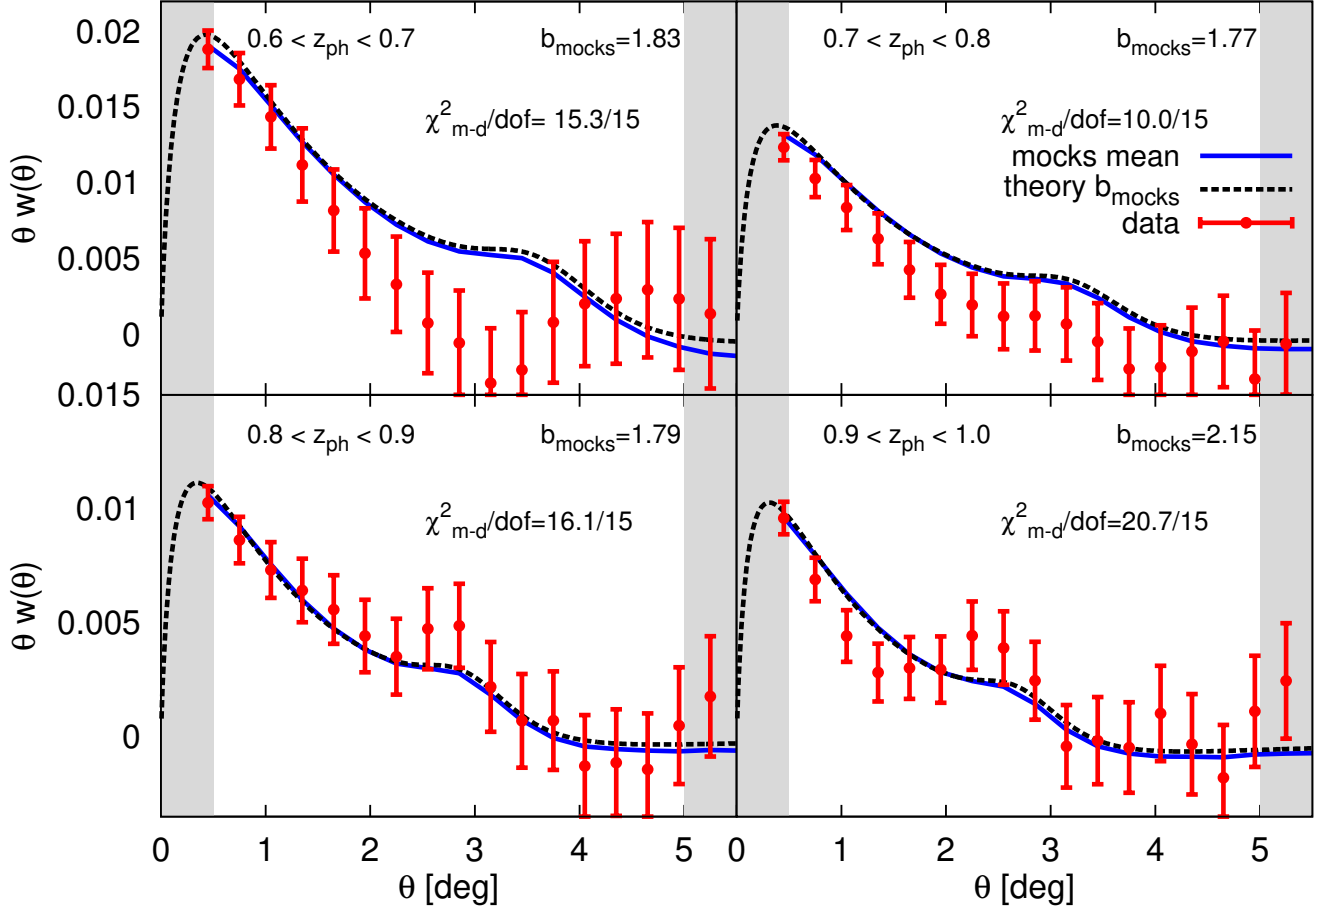 0.6 < z_ph < 0.7 b_mocks=1.83
χ²_m-d/dof= 15.3/15
0.7 < z_ph < 0.8 b_mocks=1.77
χ²_m-d/dof=10.0/15
mocks mean
theory b_mocks
data
0.02
0.015
0.01
0.005
0
θ w(θ)
0.8 < z_ph < 0.9 b_mocks=1.79
χ²_m-d/dof=16.1/15
0.9 < z_ph < 1.0 b_mocks=2.15
χ²_m-d/dof=20.7/15
0.015
0.01
0.005
0
θ w(θ)
0 1 2 3 4 5 0 1 2 3 4 5
θ [deg] θ [deg]